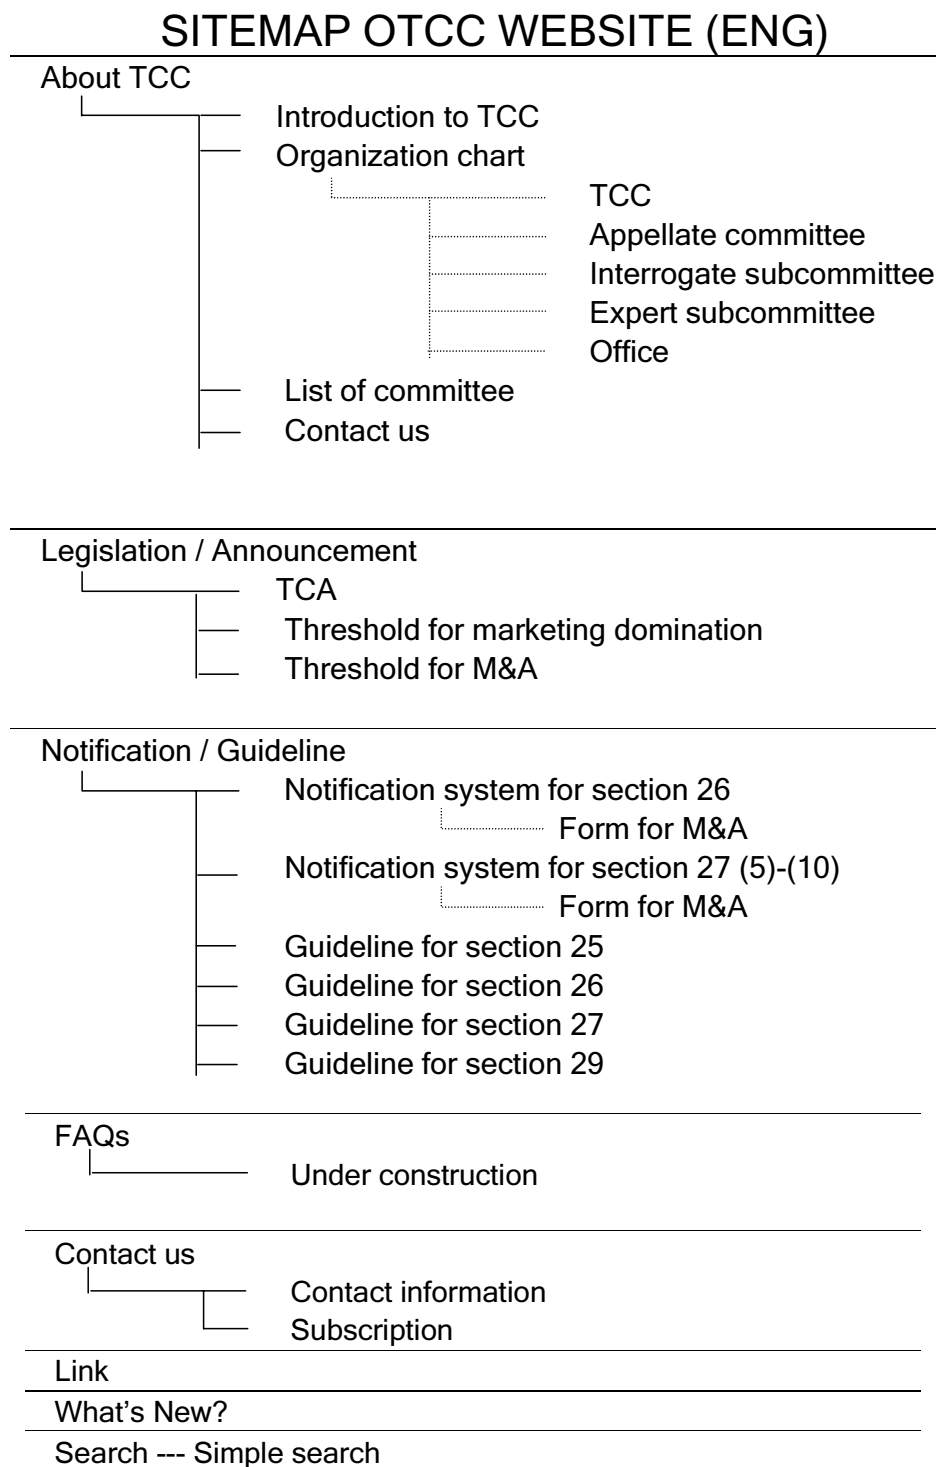 SITEMAP OTCC WEBSITE (ENG)
About TCC
Introduction to TCC
Organization chart
TCC
Appellate committee
Interrogate subcommittee
Expert subcommittee
Office
List of committee
Contact us
Legislation / Announcement
TCA
Threshold for marketing domination
Threshold for M&A
Notification / Guideline
Notification system for section 26
Form for M&A
Notification system for section 27 (5)-(10)
Form for M&A
Guideline for section 25
Guideline for section 26
Guideline for section 27
Guideline for section 29
FAQs
Under construction
Contact us
Contact information
Subscription
Link
What's New?
Search --- Simple search